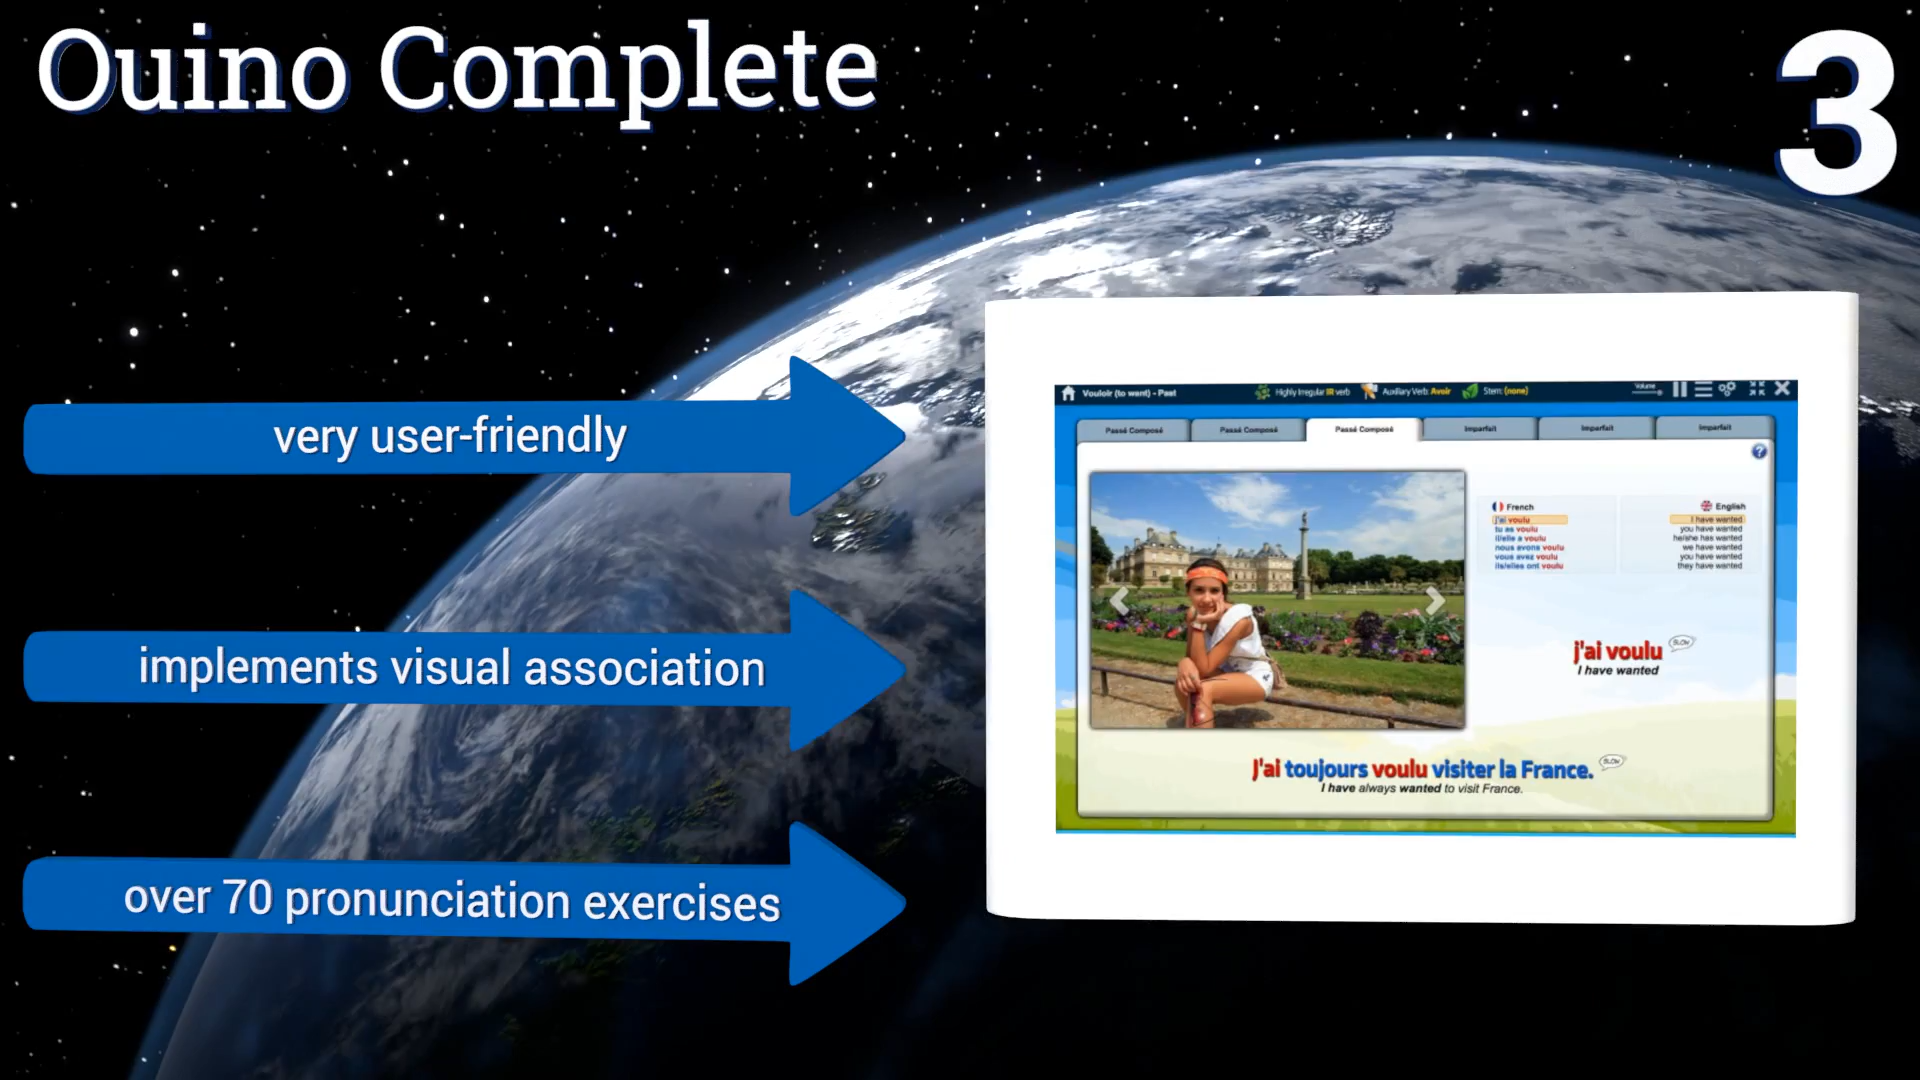 Ouino Complete
3
very user-friendly
implements visual association
over 70 pronunciation exercises
Vouloir (to want) - Past
Highly Irregular IR verb
Auxiliary Verb: Avoir
Stem: (none)
Volume
Passé Composé
Passé Composé
Passé Composé
Imparfait
Imparfait
Imparfait
?
French
English
j'ai voulu
I have wanted
tu as voulu
you have wanted
il/elle a voulu
he/she has wanted
nous avons voulu
we have wanted
vous avez voulu
you have wanted
ils/elles ont voulu
they have wanted
j'ai voulu
SLOW
I have wanted
J'ai toujours voulu visiter la France.
SLOW
I have always wanted to visit France.